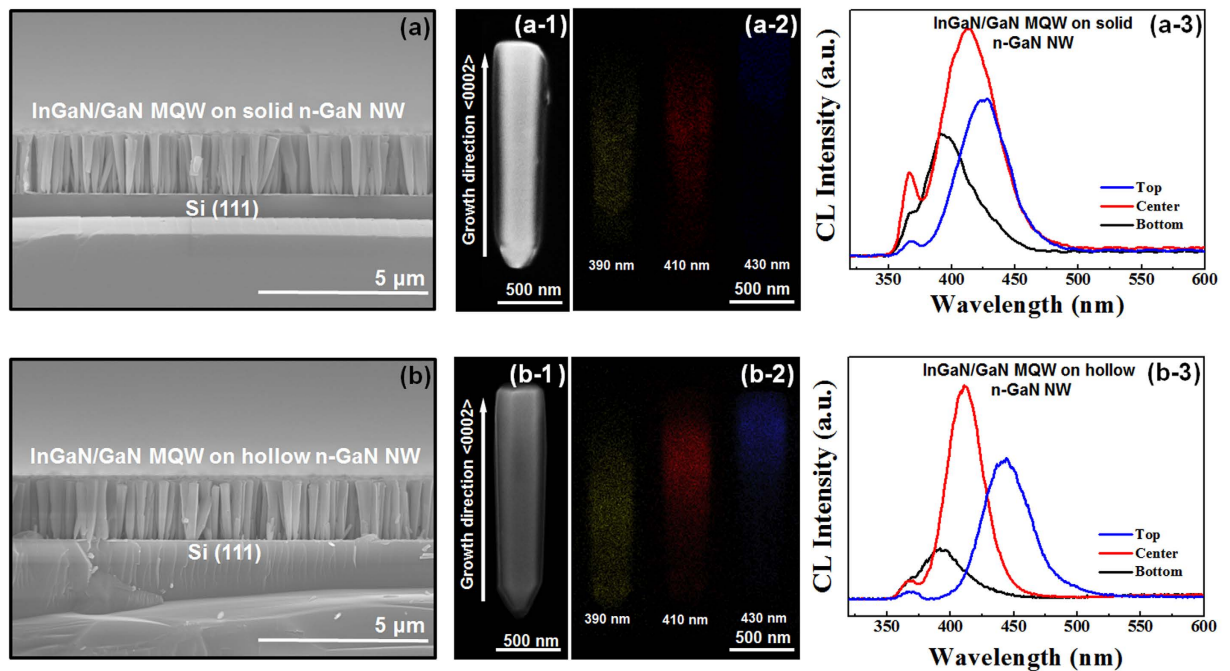 (a)
InGaN/GaN MQW on solid n-GaN NW
Si (111)
5 µm
(a-1)
Growth direction <0002>
500 nm
(a-2)
390 nm
410 nm
430 nm
500 nm
(a-3)
InGaN/GaN MQW on solid
n-GaN NW
CL Intensity (a.u.)
Top
Center
Bottom
350 400 450 500 550 600
Wavelength (nm)
(b)
InGaN/GaN MQW on hollow n-GaN NW
Si (111)
5 µm
(b-1)
Growth direction <0002>
500 nm
(b-2)
390 nm
410 nm
430 nm
500 nm
(b-3)
InGaN/GaN MQW on hollow
n-GaN NW
CL Intensity (a.u.)
Top
Center
Bottom
350 400 450 500 550 600
Wavelength (nm)